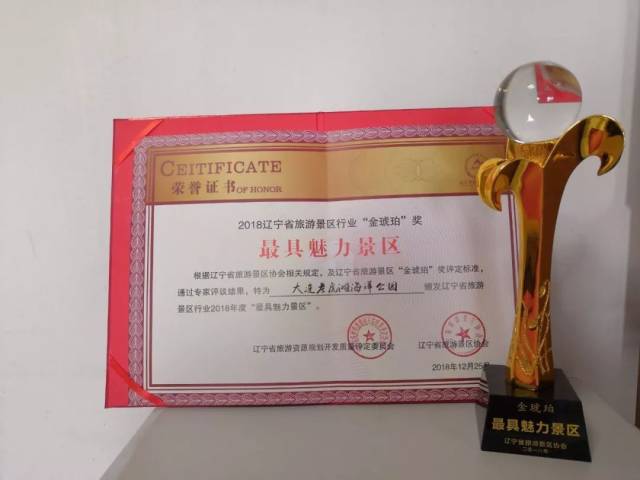 CEITIFICATE
荣誉证书OF HONOR
2018辽宁省旅游景区行业“金琥珀”奖
最具魅力景区
根据辽宁省旅游景区协会相关规定，及辽宁省旅游景区“金琥珀”奖评定标准，
通过专家评议结果，特为 大连老虎滩海洋公园 颁发辽宁省旅游
景区行业2018年度“最具魅力景区”。
辽宁省旅游资源规划开发质量评定委员会
辽宁省旅游景区协会
2018年12月25日
金琥珀
最具魅力景区
辽宁省旅游景区协会
二〇一八年